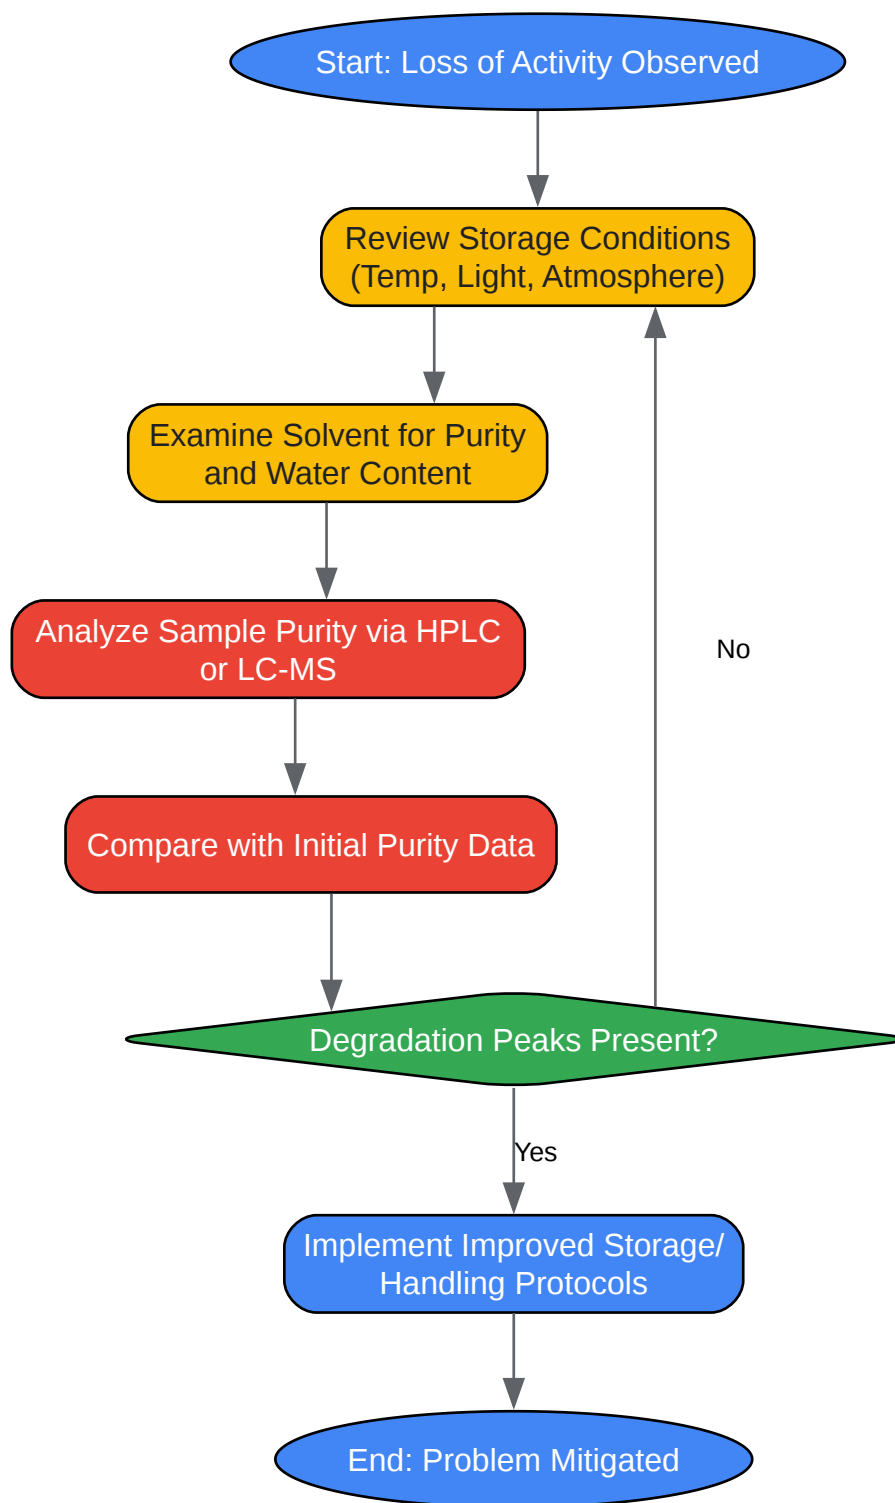 Start: Loss of Activity Observed
Review Storage Conditions
(Temp, Light, Atmosphere)
Examine Solvent for Purity
and Water Content
Analyze Sample Purity via HPLC
or LC-MS
No
Compare with Initial Purity Data
Degradation Peaks Present?
Yes
Implement Improved Storage/
Handling Protocols
End: Problem Mitigated